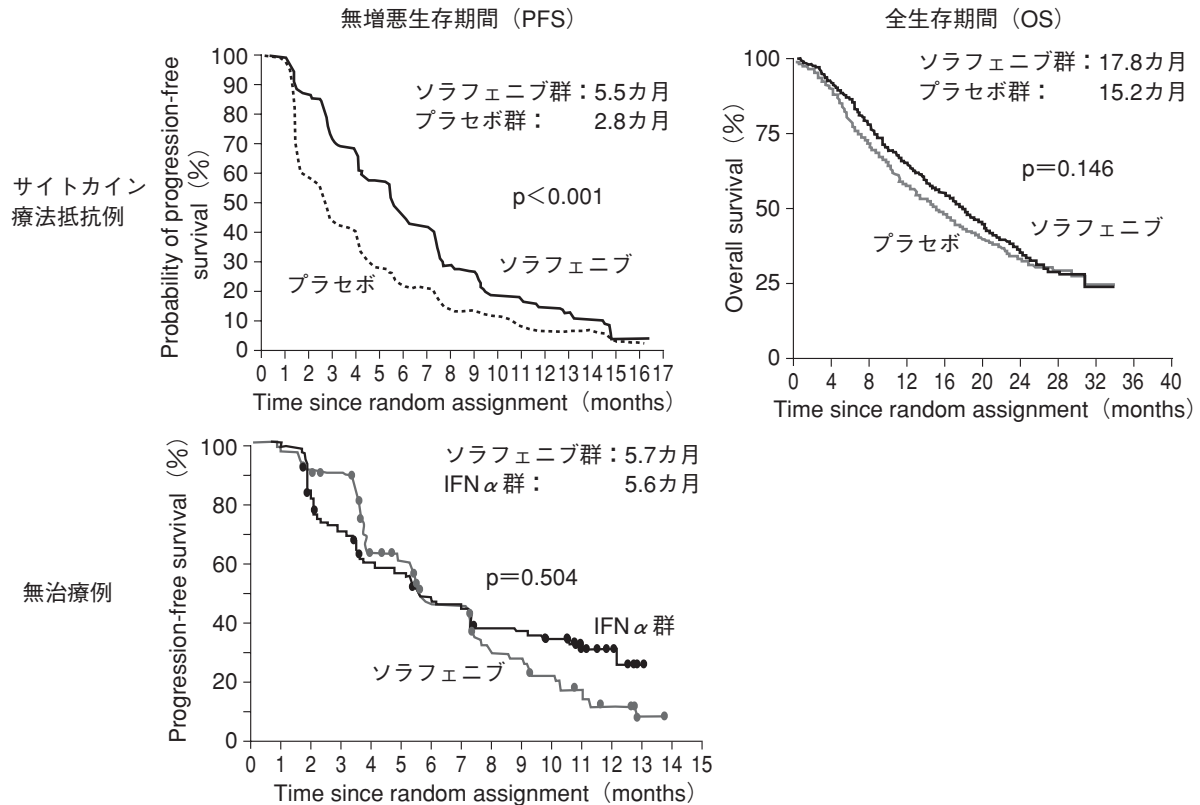 無増悪生存期間（PFS）
全生存期間（OS）
サイトカイン
療法抵抗例
Probability of progression-free
survival（%）
100
90
80
70
60
50
40
30
20
10
0
ソラフェニブ群：5.5カ月
プラセボ群： 2.8カ月
p＜0.001
ソラフェニブ
プラセボ
0 1 2 3 4 5 6 7 8 9 10 11 12 13 14 15 16 17
Time since random assignment（months）
Overall survival（%）
100
75
50
25
0
ソラフェニブ群：17.8カ月
プラセボ群： 15.2カ月
p＝0.146
プラセボ
ソラフェニブ
0 4 8 12 16 20 24 28 32 36 40
Time since random assignment（months）
無治療例
Progression-free survival（%）
100
80
60
40
20
0
ソラフェニブ群：5.7カ月
IFNα群： 5.6カ月
p＝0.504
IFNα群
ソラフェニブ
0 1 2 3 4 5 6 7 8 9 10 11 12 13 14 15
Time since random assignment（months）